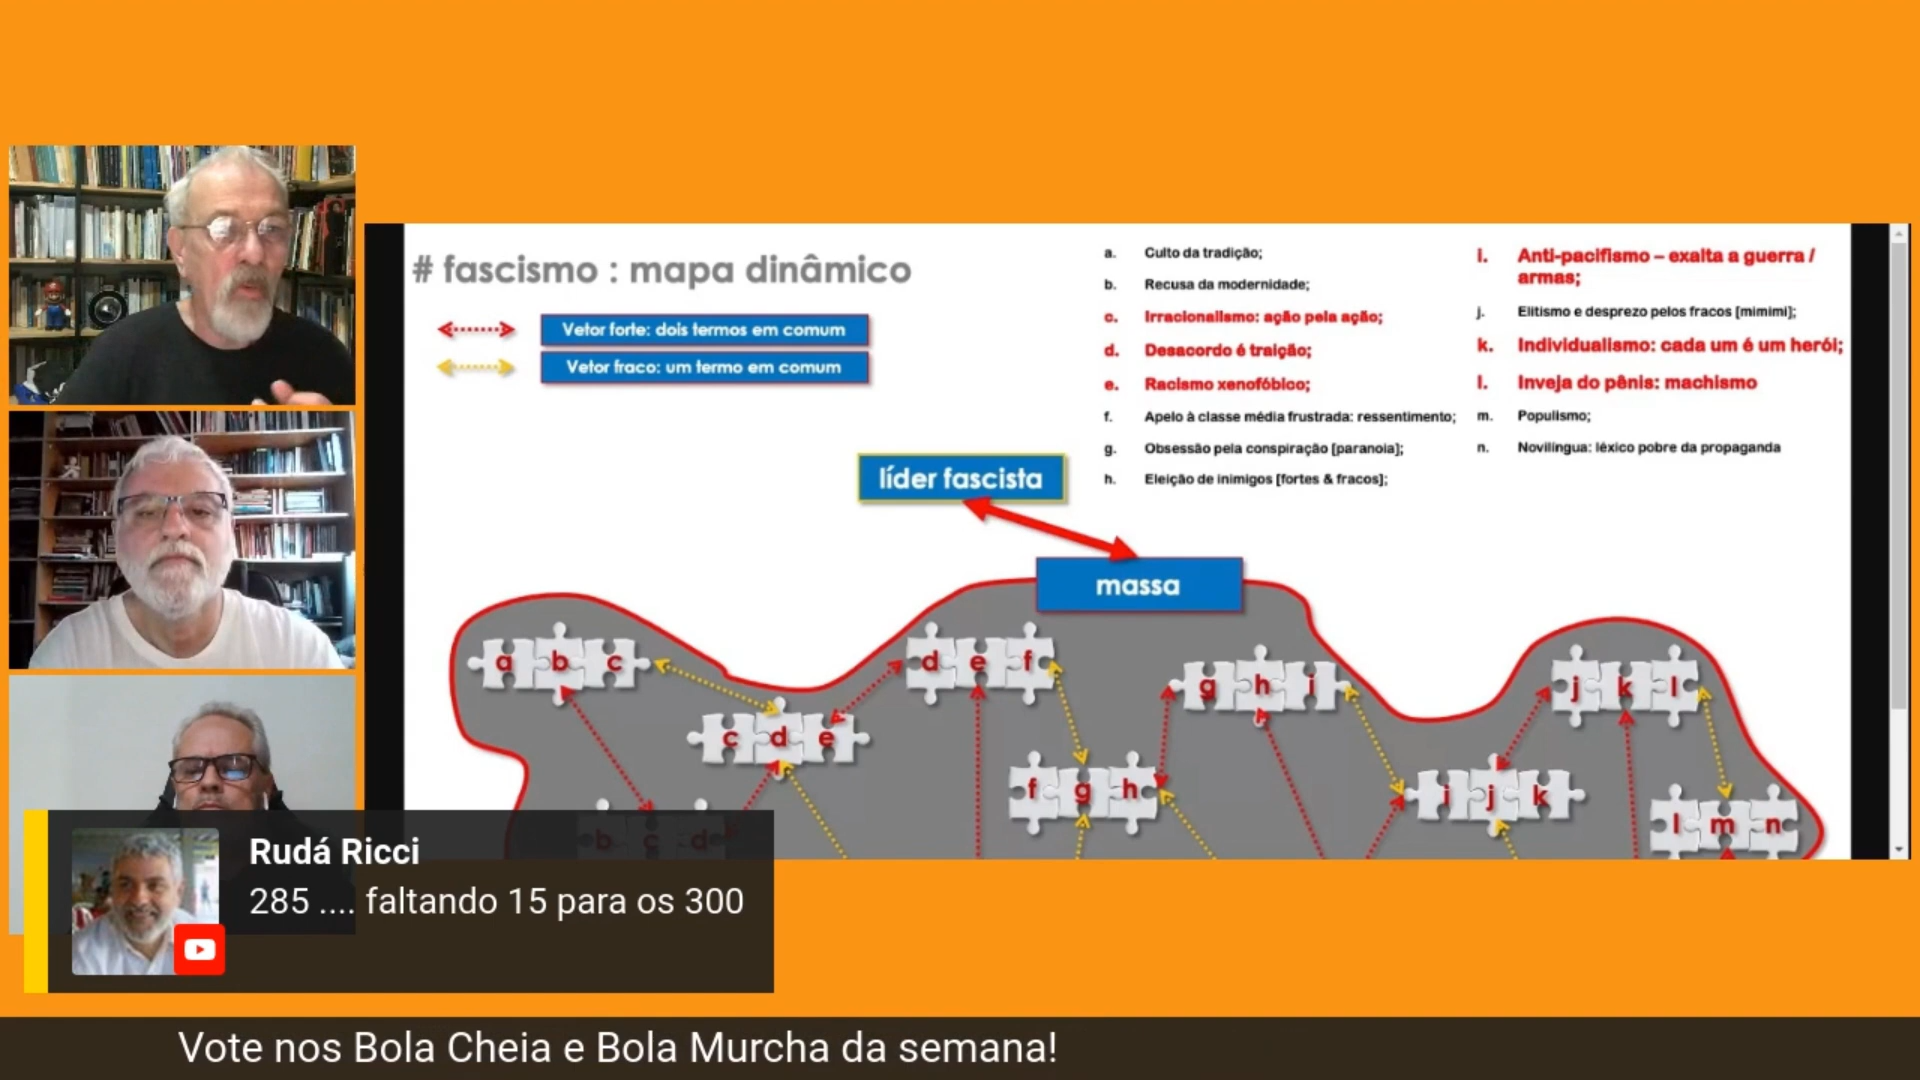 # fascismo : mapa dinâmico
Vetor forte: dois termos em comum
Vetor fraco: um termo em comum
a. Culto da tradição;
b. Recusa da modernidade;
c. Irracionalismo: ação pela ação;
d. Desacordo é traição;
e. Racismo xenofóbico;
f. Apelo à classe média frustrada: ressentimento;
g. Obsessão pela conspiração [paranoia];
h. Eleição de inimigos [fortes & fracos];
i. Anti-pacifismo – exalta a guerra /
armas;
j. Elitismo e desprezo pelos fracos [mimimi];
k. Individualismo: cada um é um herói;
l. Inveja do pênis: machismo
m. Populismo;
n. Novilíngua: léxico pobre da propaganda
líder fascista
massa
a b c
d e f
g h i
j k l
c d e
f g h
i j k
l m n
b c d
Rudá Ricci
285 .... faltando 15 para os 300
Vote nos Bola Cheia e Bola Murcha da semana!